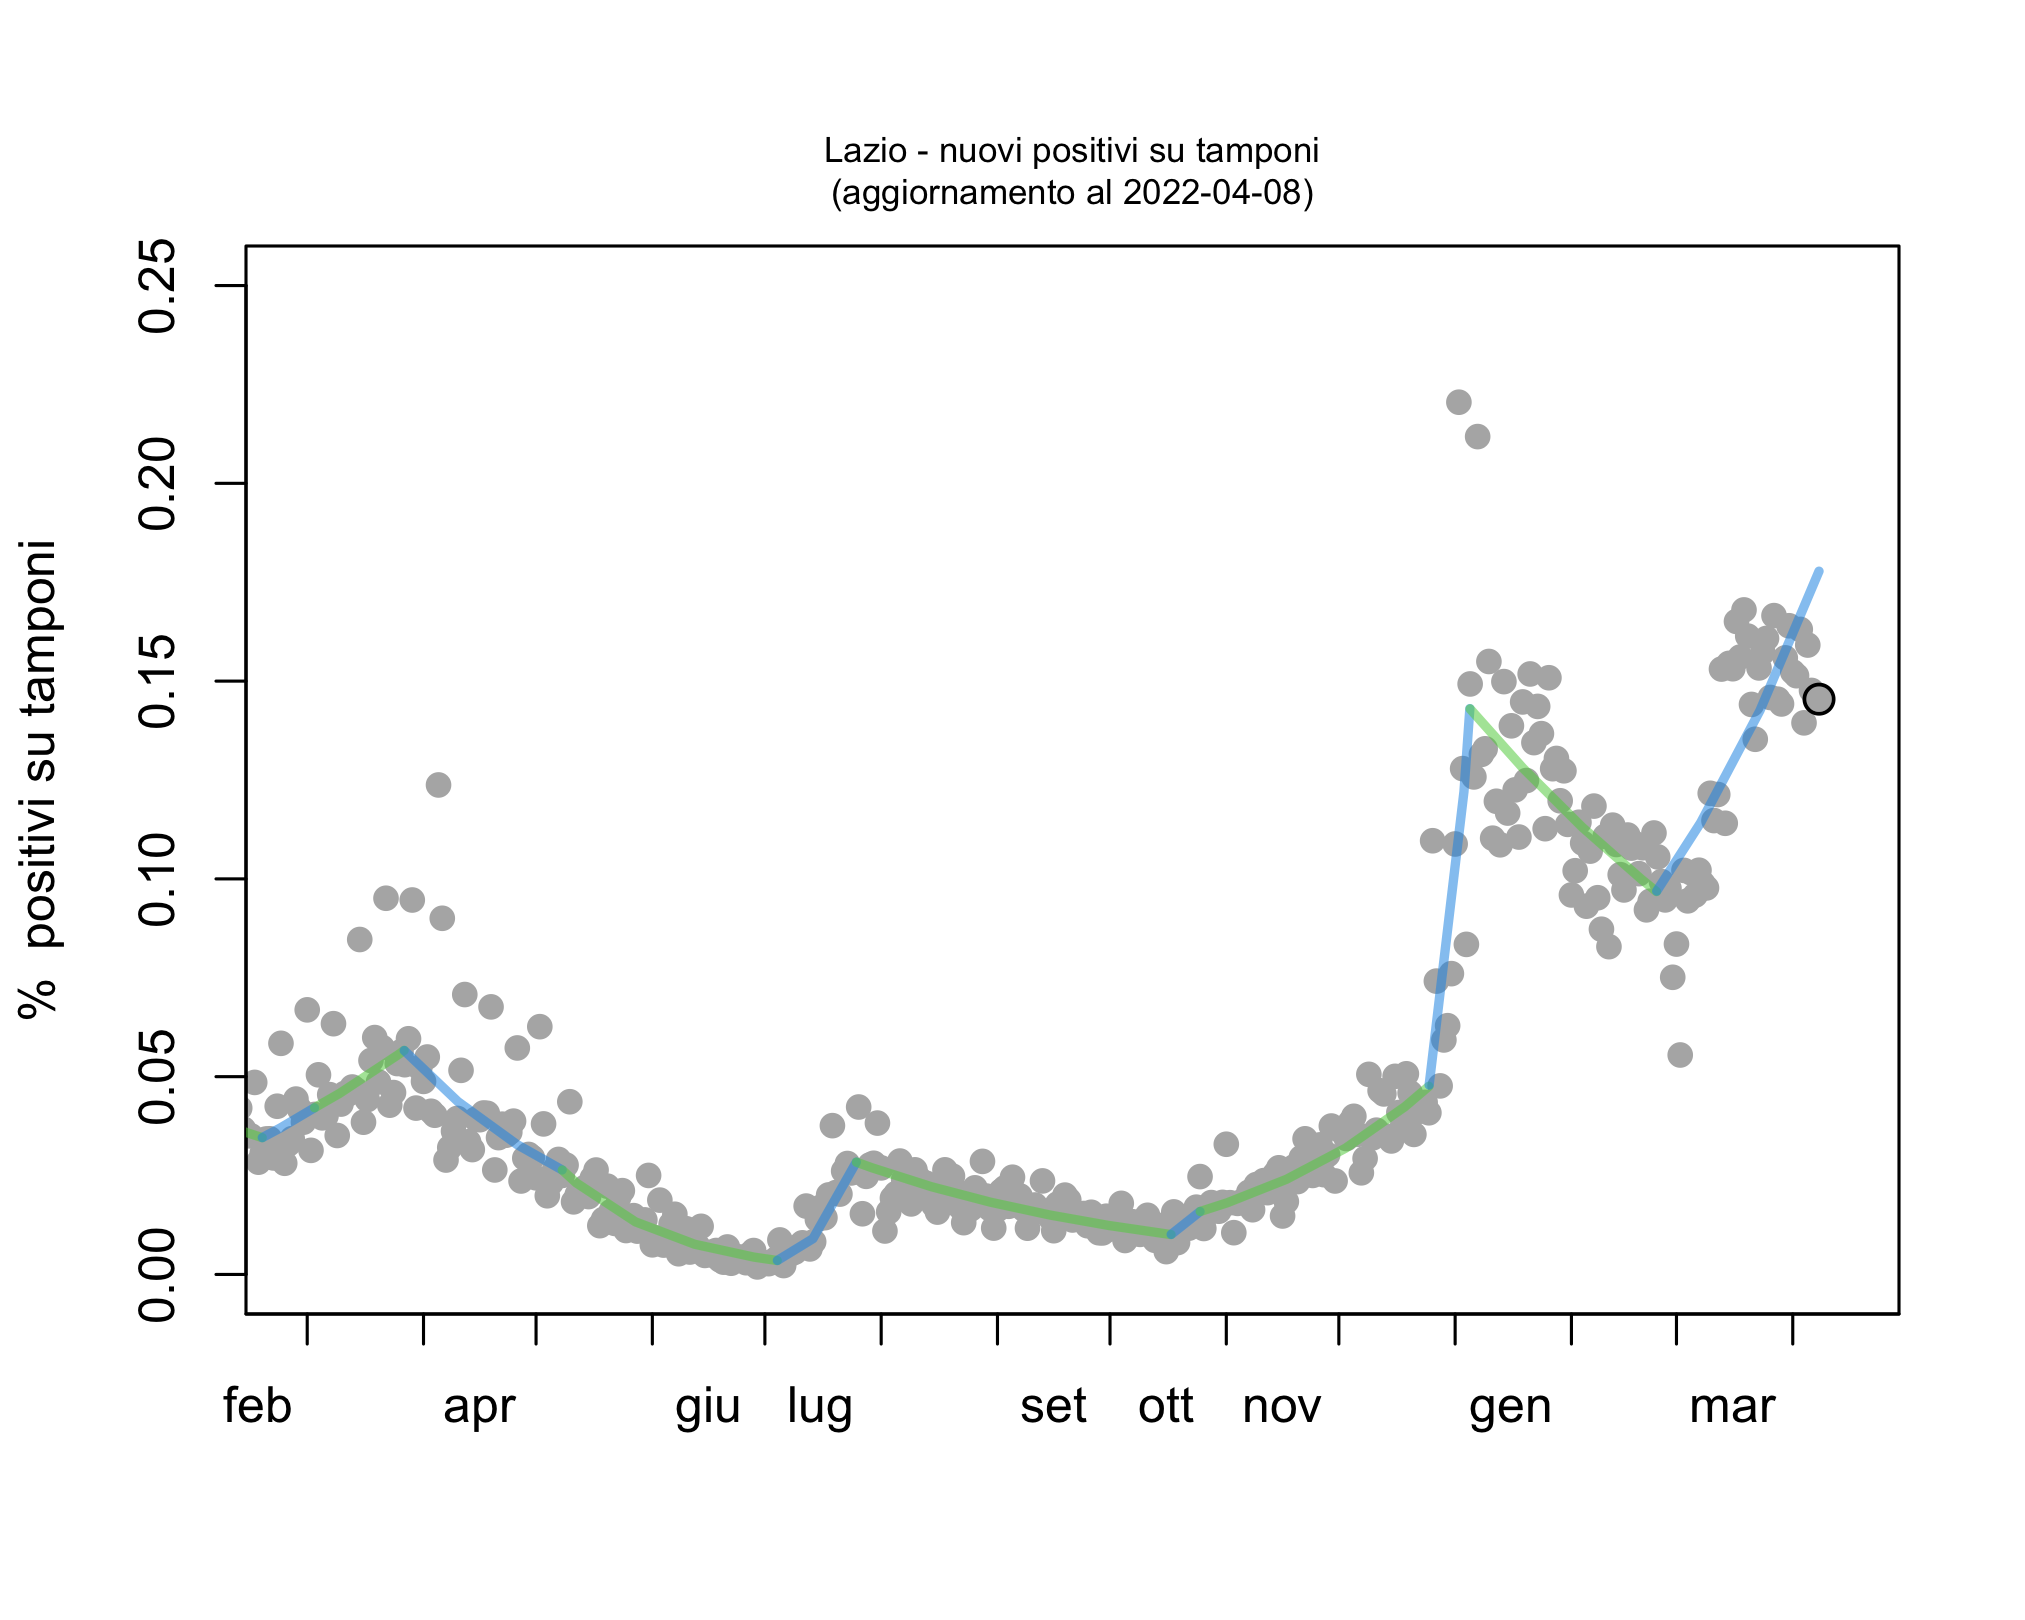 Lazio - nuovi positivi su tamponi
(aggiornamento al 2022-04-08)
% positivi su tamponi
0.25
0.20
0.15
0.10
0.05
0.00
feb apr giu lug set ott nov gen mar